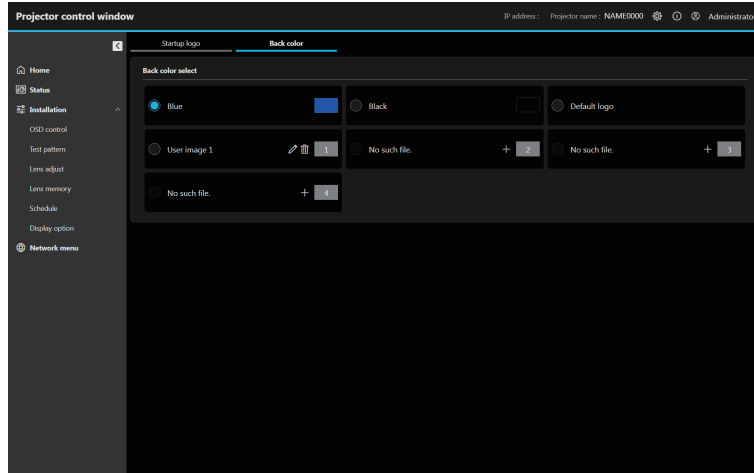 Projector control window
IP address : Projector name : NAME0000 Administrato
Startup logo Back color
Home
Status
Installation
OSD control
Test pattern
Lens adjust
Lens memory
Schedule
Display option
Network menu
Back color select
Blue Black Default logo
User image 1 1 No such file. 2 No such file. 3
No such file. 4